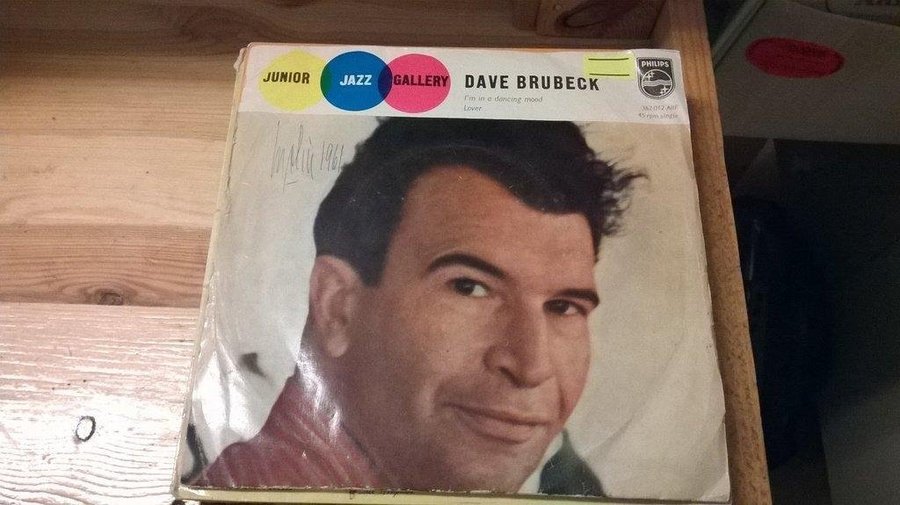 JUNIOR JAZZ GALLERY
DAVE BRUBECK
I'm in a dancing mood
Lover
PHILIPS
45 rpm single
1961